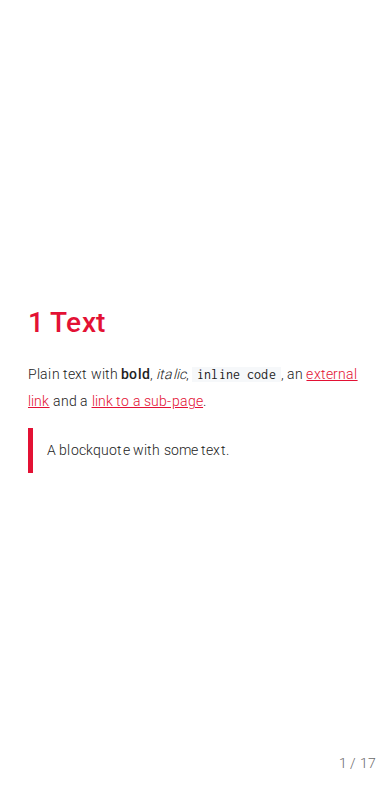 1 Text
Plain text with bold, italic, inline code, an external
link and a link to a sub-page.
A blockquote with some text.
1 / 17